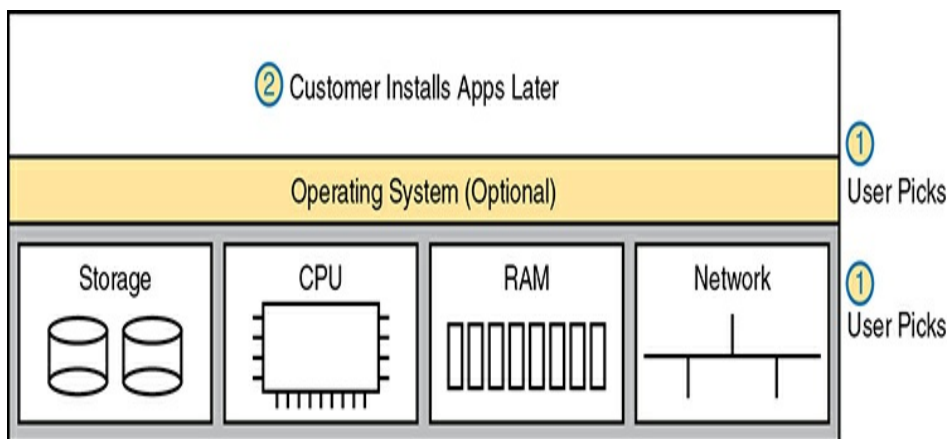 2 Customer Installs Apps Later
1
User Picks
Operating System (Optional)
Storage
CPU
RAM
Network
1
User Picks